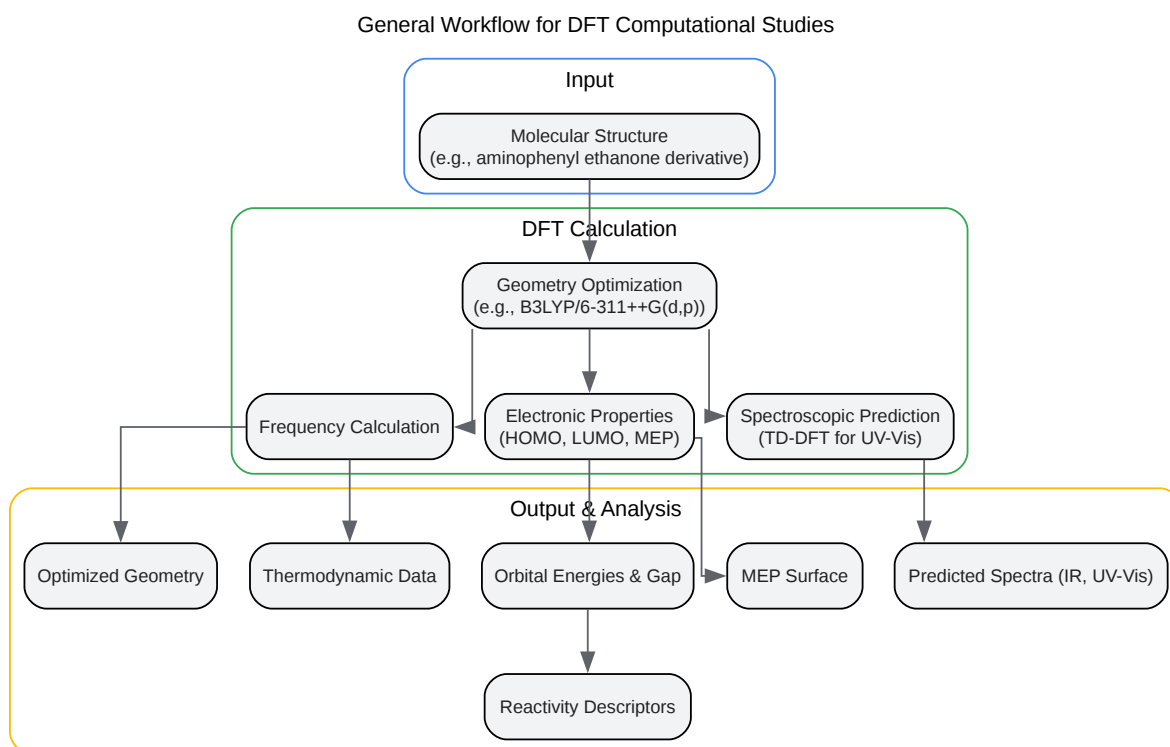 General Workflow for DFT Computational Studies
Input
Molecular Structure
(e.g., aminophenyl ethanone derivative)
DFT Calculation
Geometry Optimization
(e.g., B3LYP/6-311++G(d,p))
Frequency Calculation
Electronic Properties
(HOMO, LUMO, MEP)
Spectroscopic Prediction
(TD-DFT for UV-Vis)
Output & Analysis
Optimized Geometry
Thermodynamic Data
Orbital Energies & Gap
MEP Surface
Predicted Spectra (IR, UV-Vis)
Reactivity Descriptors